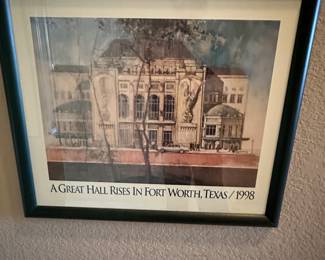 A GREAT HALL RISES IN FORT WORTH, TEXAS / 1998